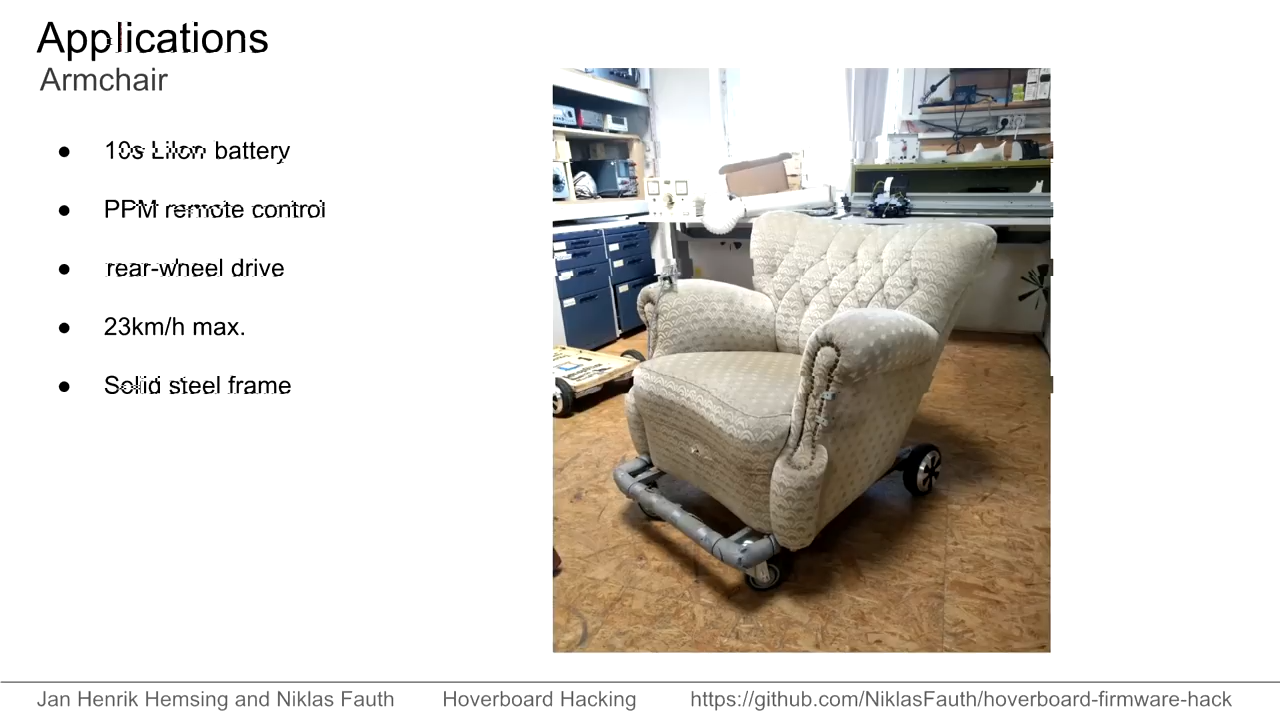 Applications
Armchair
● 10s LiIon battery
● PPM remote control
● rear-wheel drive
● 23km/h max.
● Solid steel frame
Jan Henrik Hemsing and Niklas Fauth Hoverboard Hacking https://github.com/NiklasFauth/hoverboard-firmware-hack